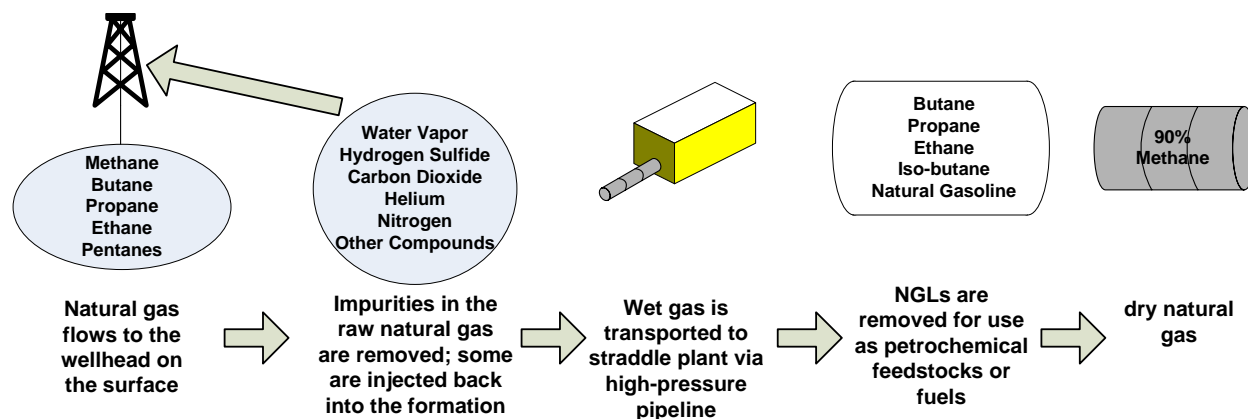 Methane
Butane
Propane
Ethane
Pentanes
Water Vapor
Hydrogen Sulfide
Carbon Dioxide
Helium
Nitrogen
Other Compounds
Butane
Propane
Ethane
Iso-butane
Natural Gasoline
90%
Methane
Natural gas
flows to the
wellhead on
the surface
Impurities in the
raw natural gas
are removed; some
are injected back
into the formation
Wet gas is
transported to
straddle plant via
high-pressure
pipeline
NGLs are
removed for use
as petrochemical
feedstocks or
fuels
dry natural
gas